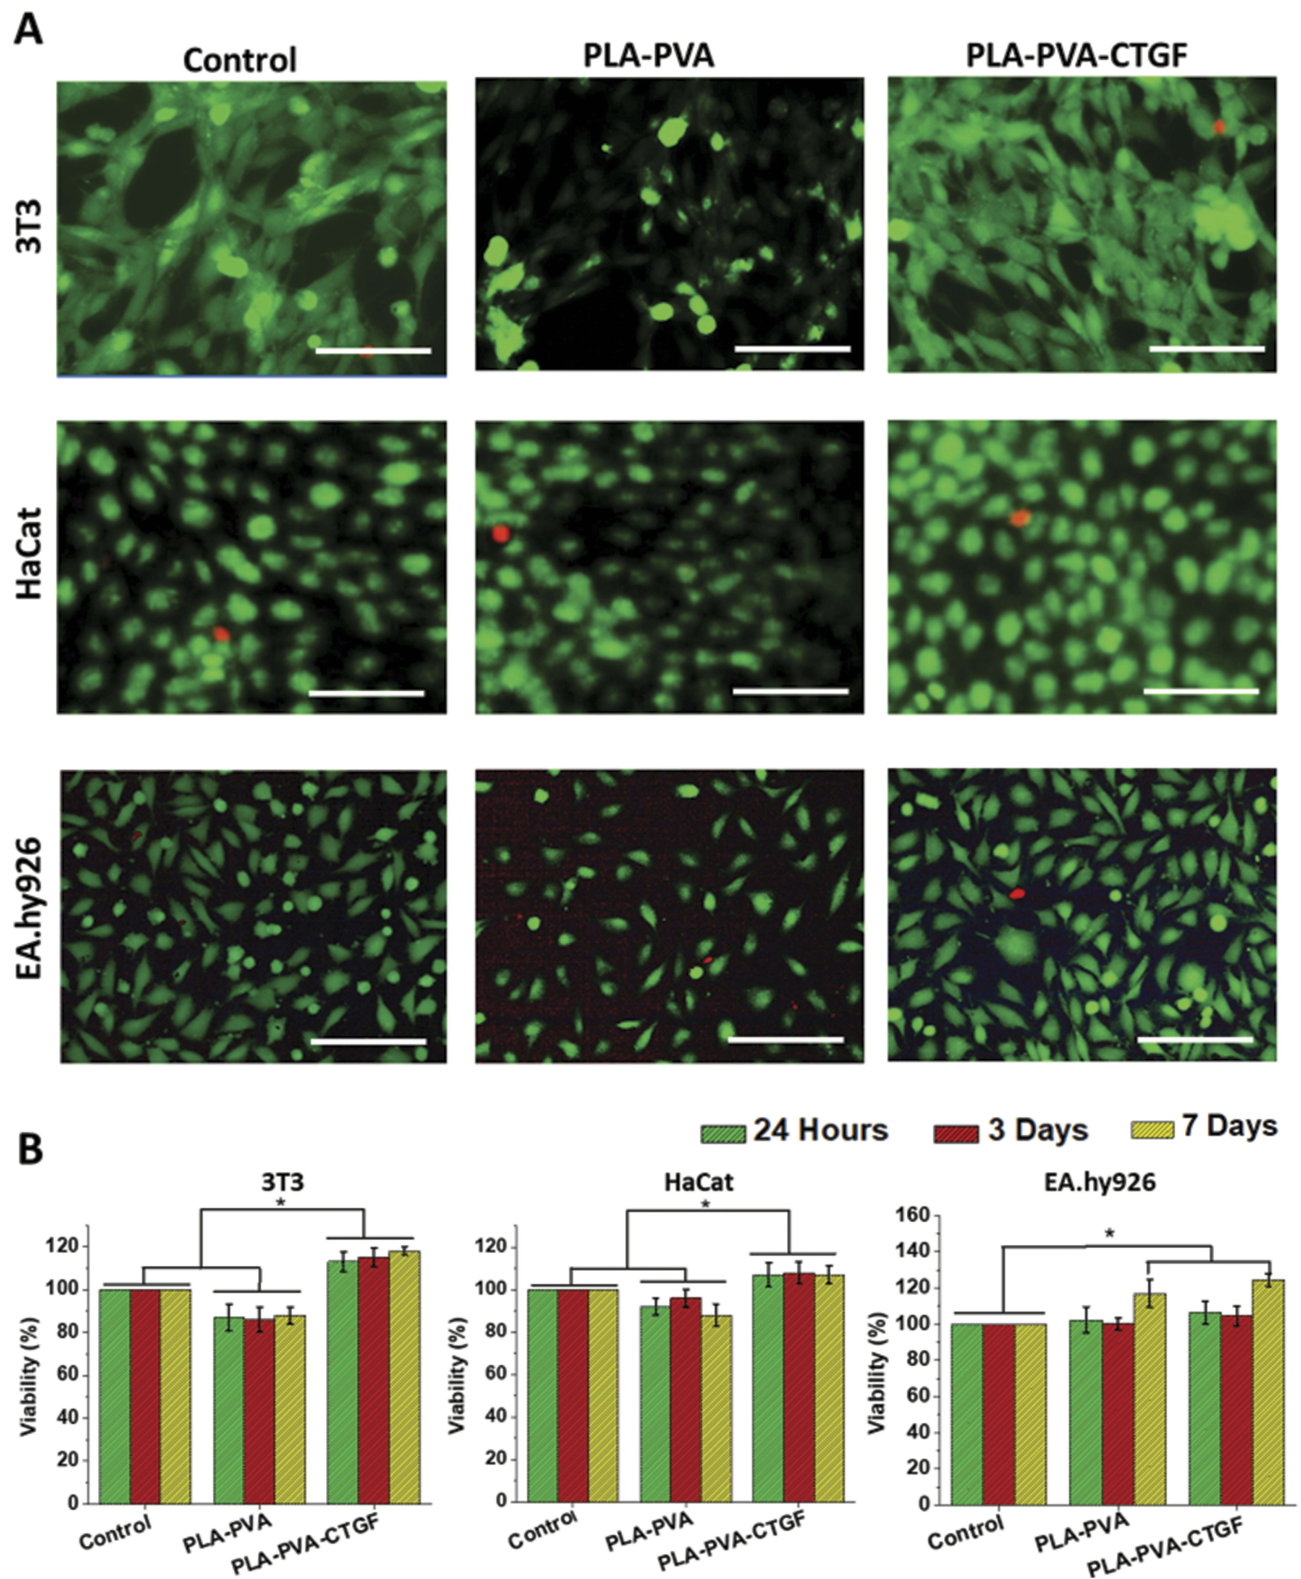 A
Control PLA-PVA PLA-PVA-CTGF
3T3
HaCat
EA.hy926
B
24 Hours 3 Days 7 Days
3T3
*
Viability (%)
120
100
80
60
40
20
0
Control PLA-PVA PLA-PVA-CTGF
HaCat
*
Viability (%)
120
100
80
60
40
20
0
Control PLA-PVA PLA-PVA-CTGF
EA.hy926
*
Viability (%)
160
140
120
100
80
60
40
20
0
Control PLA-PVA PLA-PVA-CTGF